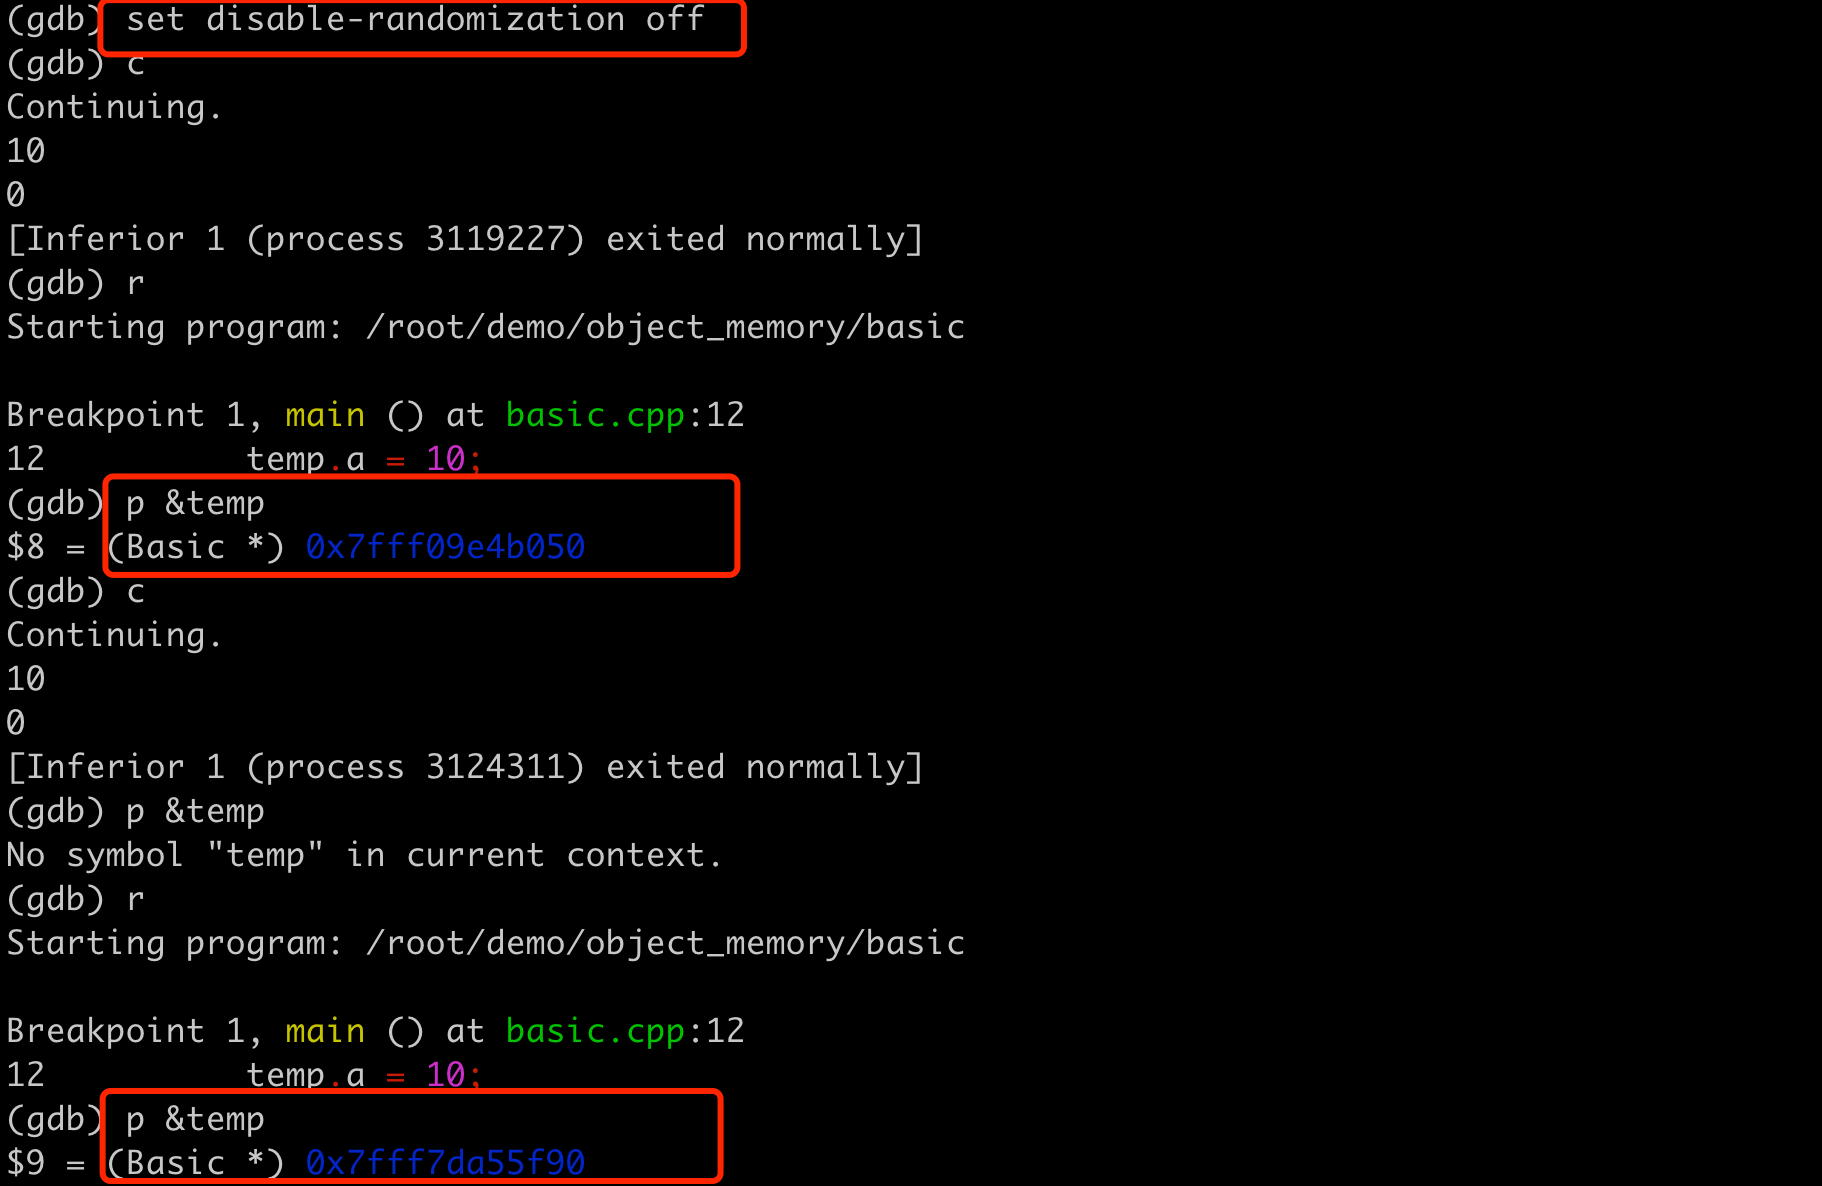 (gdb) set disable-randomization off
(gdb) c
Continuing.
10
0
[Inferior 1 (process 3119227) exited normally]
(gdb) r
Starting program: /root/demo/object_memory/basic
Breakpoint 1, main () at basic.cpp:12
12          temp.a = 10;
(gdb) p &temp
$8 = (Basic *) 0x7fff09e4b050
(gdb) c
Continuing.
10
0
[Inferior 1 (process 3124311) exited normally]
(gdb) p &temp
No symbol "temp" in current context.
(gdb) r
Starting program: /root/demo/object_memory/basic
Breakpoint 1, main () at basic.cpp:12
12          temp.a = 10;
(gdb) p &temp
$9 = (Basic *) 0x7fff7da55f90